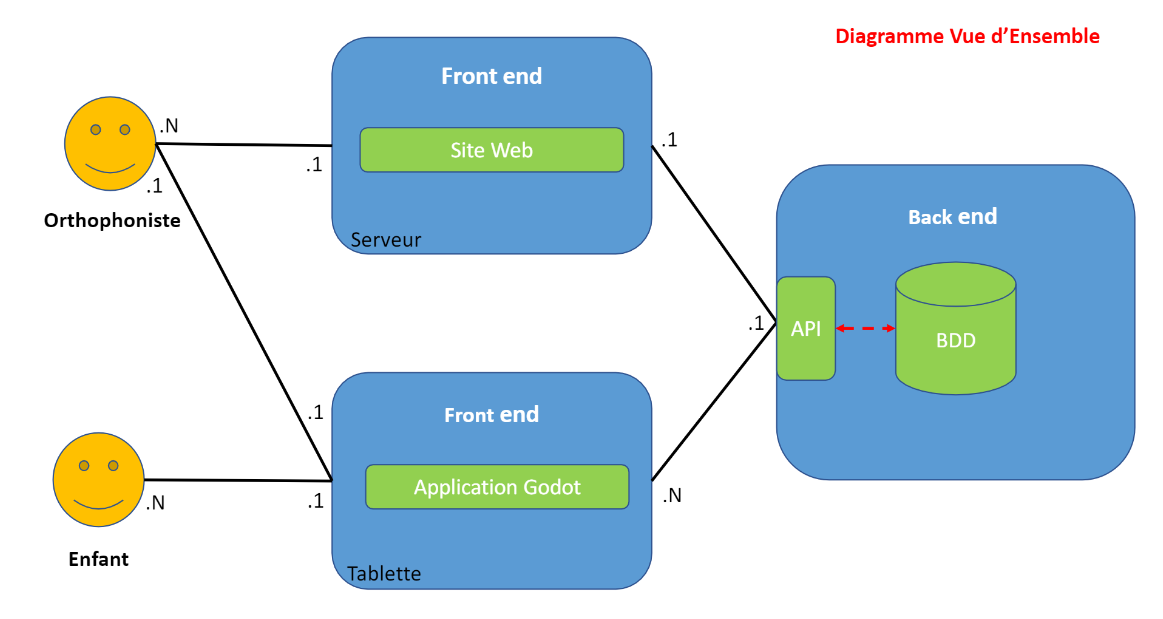 Diagramme Vue d'Ensemble
Front end
.N
Site Web
.1
.1
.1
Orthophoniste
Serveur
Back end
.1
API
BDD
.1
Front end
Application Godot
.N
.1
.N
Enfant
Tablette